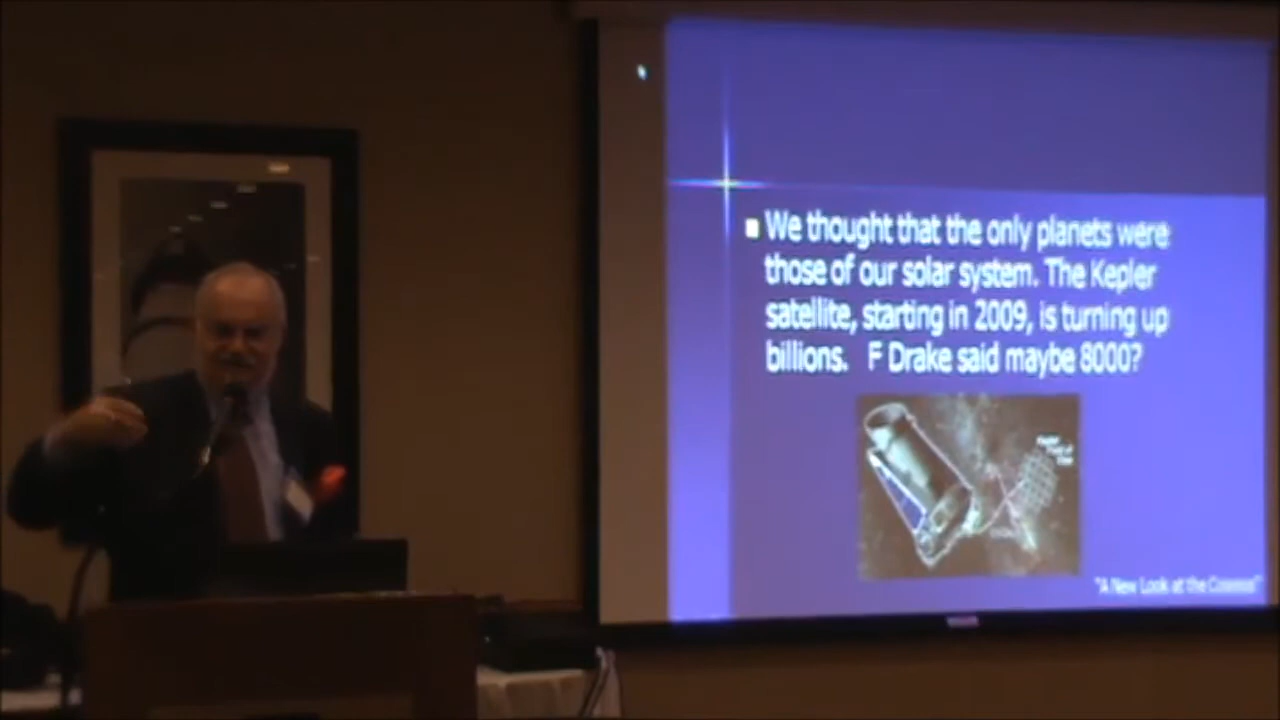 We thought that the only planets were
those of our solar system. The Kepler
satellite, starting in 2009, is turning up
billions. F Drake said maybe 8000?
"A New Look at the Cosmos"